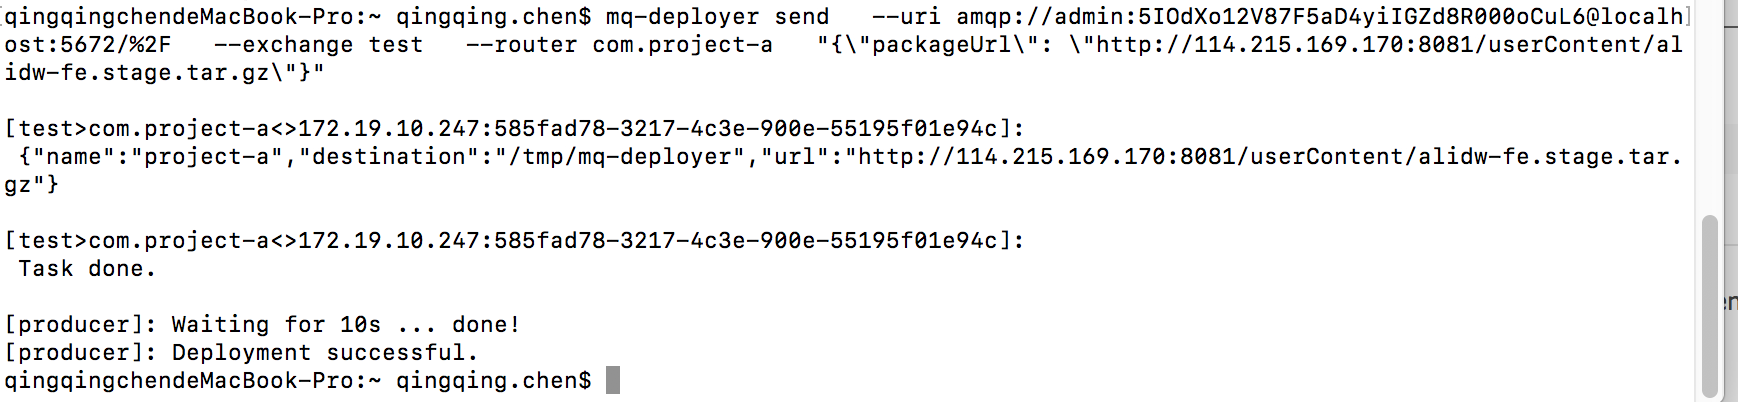 qingqingchendeMacBook-Pro:~ qingqing.chen$ mq-deployer send   --uri amqp://admin:5IOdXo12V87F5aD4yiIGZd8R000oCuL6@localh
ost:5672/%2F   --exchange test   --router com.project-a   "{\"packageUrl\": \"http://114.215.169.170:8081/userContent/al
idw-fe.stage.tar.gz\"}"
[test>com.project-a<>172.19.10.247:585fad78-3217-4c3e-900e-55195f01e94c]:
 {"name":"project-a","destination":"/tmp/mq-deployer","url":"http://114.215.169.170:8081/userContent/alidw-fe.stage.tar.
gz"}
[test>com.project-a<>172.19.10.247:585fad78-3217-4c3e-900e-55195f01e94c]:
 Task done.
[producer]: Waiting for 10s ... done!
[producer]: Deployment successful.
qingqingchendeMacBook-Pro:~ qingqing.chen$